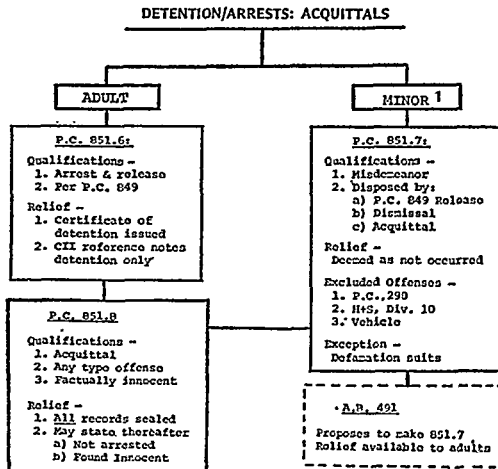 DETENTION/ARRESTS: ACQUITTALS
ADULT
P.C. 851.6:
Qualifications -
1. Arrest & release
2. Per P.C. 849
Relief -
1. Certificate of
detention issued
2. CII reference notes
detention only
P.C. 851.8
Qualifications -
1. Acquittal
2. Any type offense
3. Factually innocent
Relief -
1. All records sealed
2. May state thereafter
a) Not arrested
b) Found Innocent
MINOR 1
P.C. 851.7:
Qualifications -
1. Misdemeanor
2. Disposed by:
a) P.C. 849 Release
b) Dismissal
c) Acquittal
Relief -
Deemed as not occurred
Excluded Offenses -
1. P.C. 290
2. H+S, Div. 10
3. Vehicle
Exception -
Defamation suits
A.B. 491
Proposes to make 851.7
Relief available to adults